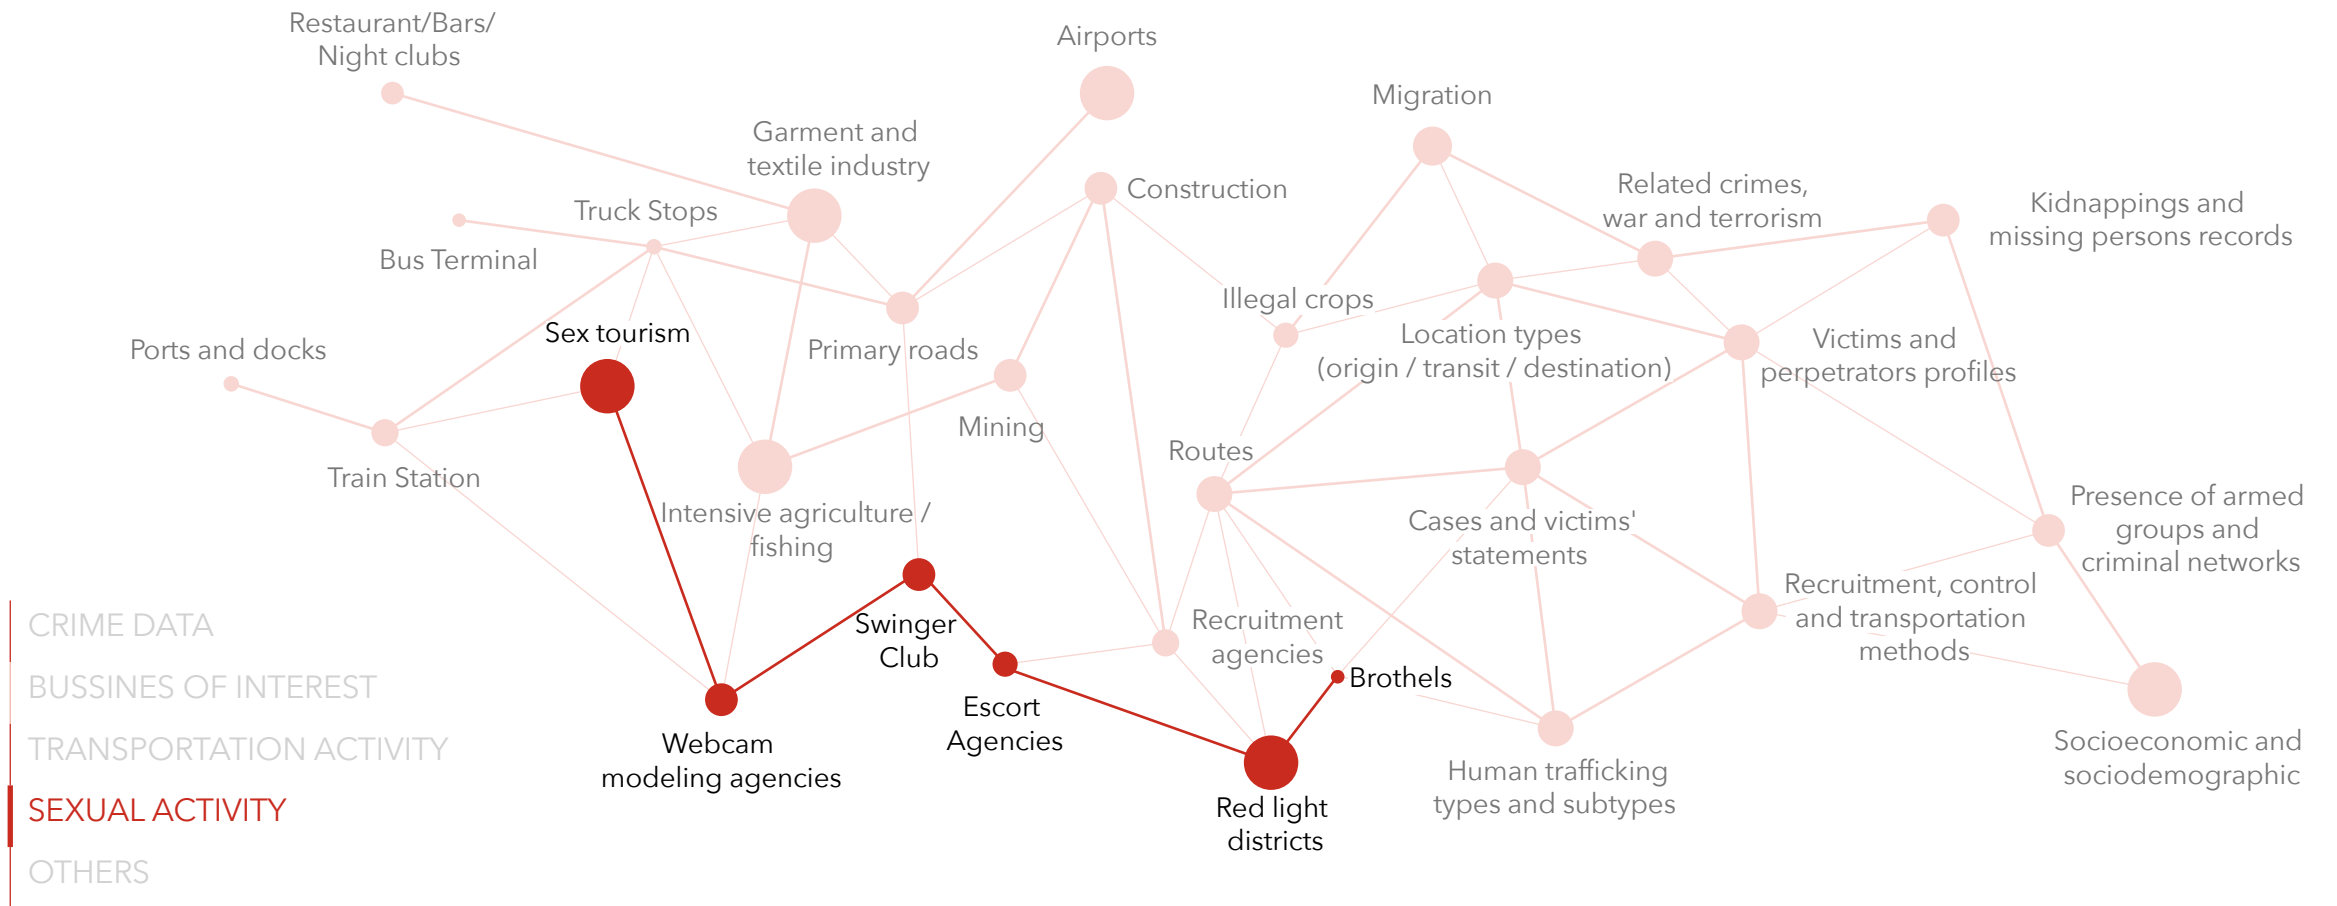 Restaurant/Bars/
Night clubs
Airports
Migration
Garment and
textile industry
Construction
Related crimes,
war and terrorism
Kidnappings and
missing persons records
Truck Stops
Bus Terminal
Illegal crops
Sex tourism
Ports and docks
Primary roads
Location types
(origin / transit / destination)
Victims and
perpetrators profiles
Mining
Routes
Train Station
Intensive agriculture /
fishing
Cases and victims'
statements
Presence of armed
groups and
criminal networks
Recruitment, control
and transportation
methods
Swinger
Club
Recruitment
agencies
Brothels
Escort
Agencies
Webcam
modeling agencies
Red light
districts
Human trafficking
types and subtypes
Socioeconomic and
sociodemographic
CRIME DATA
BUSSINES OF INTEREST
TRANSPORTATION ACTIVITY
SEXUAL ACTIVITY
OTHERS